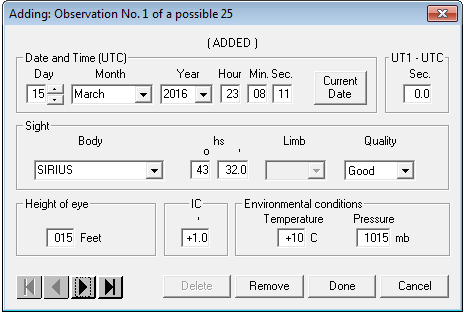 Adding: Observation No. 1 of a possible 25
( ADDED )
Date and Time (UTC)
UT1 - UTC
Day Month Year Hour Min. Sec.
Current Date
Sec.
15 March 2016 23 08 11
0.0
Sight
Body hs Limb Quality
o '
SIRIUS 43 32.0 Good
Height of eye
IC
Environmental conditions
'
Temperature Pressure
015 Feet
+1.0
+10 C 1015 mb
Delete Remove Done Cancel